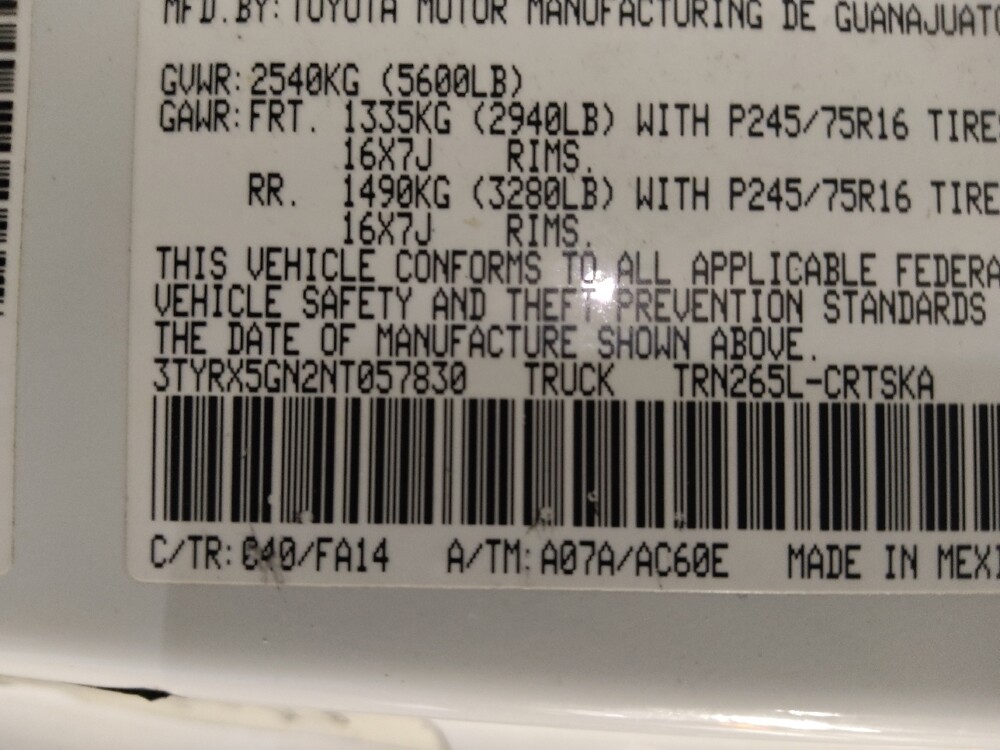 MFD.BY: TOYOTA MOTOR MANUFACTURING DE GUANAJUATO
GVWR: 2540KG (5600LB)
GAWR: FRT. 1335KG (2940LB) WITH P245/75R16 TIRE
16X7J RIMS.
RR. 1490KG (3280LB) WITH P245/75R16 TIRE
16X7J RIMS.
THIS VEHICLE CONFORMS TO ALL APPLICABLE FEDERA
VEHICLE SAFETY AND THEFT PREVENTION STANDARDS
THE DATE OF MANUFACTURE SHOWN ABOVE.
3TYRX5GN2NT057830 TRUCK TRN265L-CRTSKA
C/TR: 040/FA14 A/TM: A07A/AC60E MADE IN MEXI